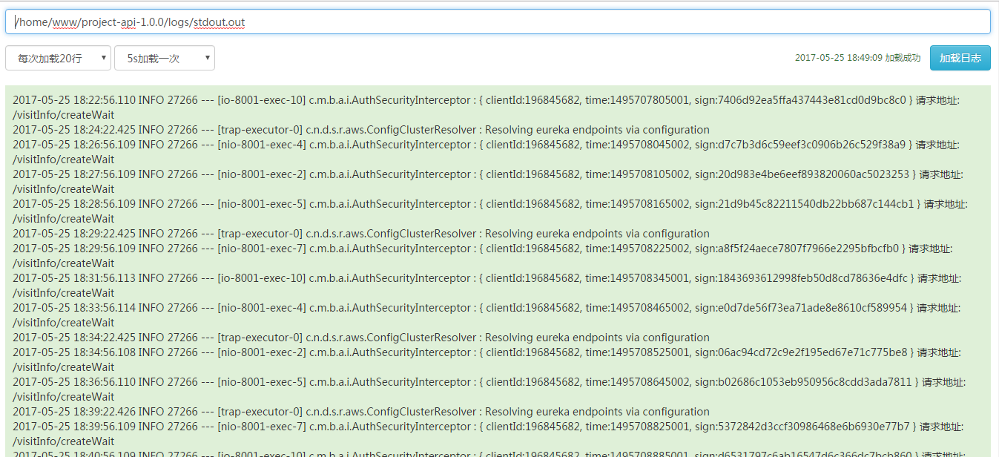 /home/www/project-api-1.0.0/logs/stdout.out
每次加载20行 5s加载一次 2017-05-25 18:49:09 加载成功 加载日志
2017-05-25 18:22:56.110 INFO 27266 --- [io-8001-exec-10] c.m.b.a.i.AuthSecurityInterceptor : { clientId:196845682, time:1495707805001, sign:7406d92ea5ffa437443e81cd0d9bc8c0 } 请求地址:
/visitInfo/createWait
2017-05-25 18:24:22.425 INFO 27266 --- [trap-executor-0] c.n.d.s.r.aws.ConfigClusterResolver : Resolving eureka endpoints via configuration
2017-05-25 18:26:56.109 INFO 27266 --- [nio-8001-exec-4] c.m.b.a.i.AuthSecurityInterceptor : { clientId:196845682, time:1495708045002, sign:d7c7b3d6c59eef3c0906b26c529f38a9 } 请求地址:
/visitInfo/createWait
2017-05-25 18:27:56.109 INFO 27266 --- [nio-8001-exec-2] c.m.b.a.i.AuthSecurityInterceptor : { clientId:196845682, time:1495708105002, sign:20d983e4be6eef893820060ac5023253 } 请求地址:
/visitInfo/createWait
2017-05-25 18:28:56.109 INFO 27266 --- [nio-8001-exec-5] c.m.b.a.i.AuthSecurityInterceptor : { clientId:196845682, time:1495708165002, sign:21d9b45c82211540db22bb687c144cb1 } 请求地址:
/visitInfo/createWait
2017-05-25 18:29:22.425 INFO 27266 --- [trap-executor-0] c.n.d.s.r.aws.ConfigClusterResolver : Resolving eureka endpoints via configuration
2017-05-25 18:29:56.109 INFO 27266 --- [nio-8001-exec-7] c.m.b.a.i.AuthSecurityInterceptor : { clientId:196845682, time:1495708225002, sign:a8f5f24aece7807f7966e2295bfbcfb0 } 请求地址:
/visitInfo/createWait
2017-05-25 18:31:56.113 INFO 27266 --- [io-8001-exec-10] c.m.b.a.i.AuthSecurityInterceptor : { clientId:196845682, time:1495708345001, sign:1843693612998feb50d8cd78636e4dfc } 请求地址:
/visitInfo/createWait
2017-05-25 18:33:56.114 INFO 27266 --- [nio-8001-exec-4] c.m.b.a.i.AuthSecurityInterceptor : { clientId:196845682, time:1495708465002, sign:e0d7de56f73ea71ade8e8610cf589954 } 请求地址:
/visitInfo/createWait
2017-05-25 18:34:22.425 INFO 27266 --- [trap-executor-0] c.n.d.s.r.aws.ConfigClusterResolver : Resolving eureka endpoints via configuration
2017-05-25 18:34:56.108 INFO 27266 --- [nio-8001-exec-2] c.m.b.a.i.AuthSecurityInterceptor : { clientId:196845682, time:1495708525001, sign:06ac94cd72c9e2f195ed67e71c775be8 } 请求地址:
/visitInfo/createWait
2017-05-25 18:36:56.110 INFO 27266 --- [nio-8001-exec-5] c.m.b.a.i.AuthSecurityInterceptor : { clientId:196845682, time:1495708645002, sign:b02686c1053eb950956c8cdd3ada7811 } 请求地址:
/visitInfo/createWait
2017-05-25 18:39:22.426 INFO 27266 --- [trap-executor-0] c.n.d.s.r.aws.ConfigClusterResolver : Resolving eureka endpoints via configuration
2017-05-25 18:39:56.109 INFO 27266 --- [nio-8001-exec-7] c.m.b.a.i.AuthSecurityInterceptor : { clientId:196845682, time:1495708825001, sign:5372842d3ccf30986468e6b6930e77b7 } 请求地址:
/visitInfo/createWait
2017-05-25 18:40:56.109 INFO 27266 --- [io-8001-exec-10] c.m.b.a.i.AuthSecurityInterceptor : { clientId:196845682, time:1495708885001, sign:d6531797c6ab16547d6c366dc7bcb860 } 请求地址: